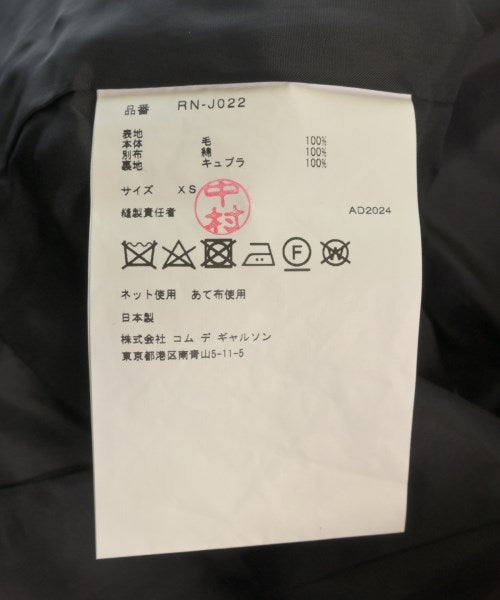 品番 RN-J022
表地
本体 毛 100%
別布 綿 100%
裏地 キュプラ 100%
サイズ XS
中村
縫製責任者 AD2024
F W
ネット使用 あて布使用
日本製
株式会社 コム デ ギャルソン
東京都港区南青山5-11-5